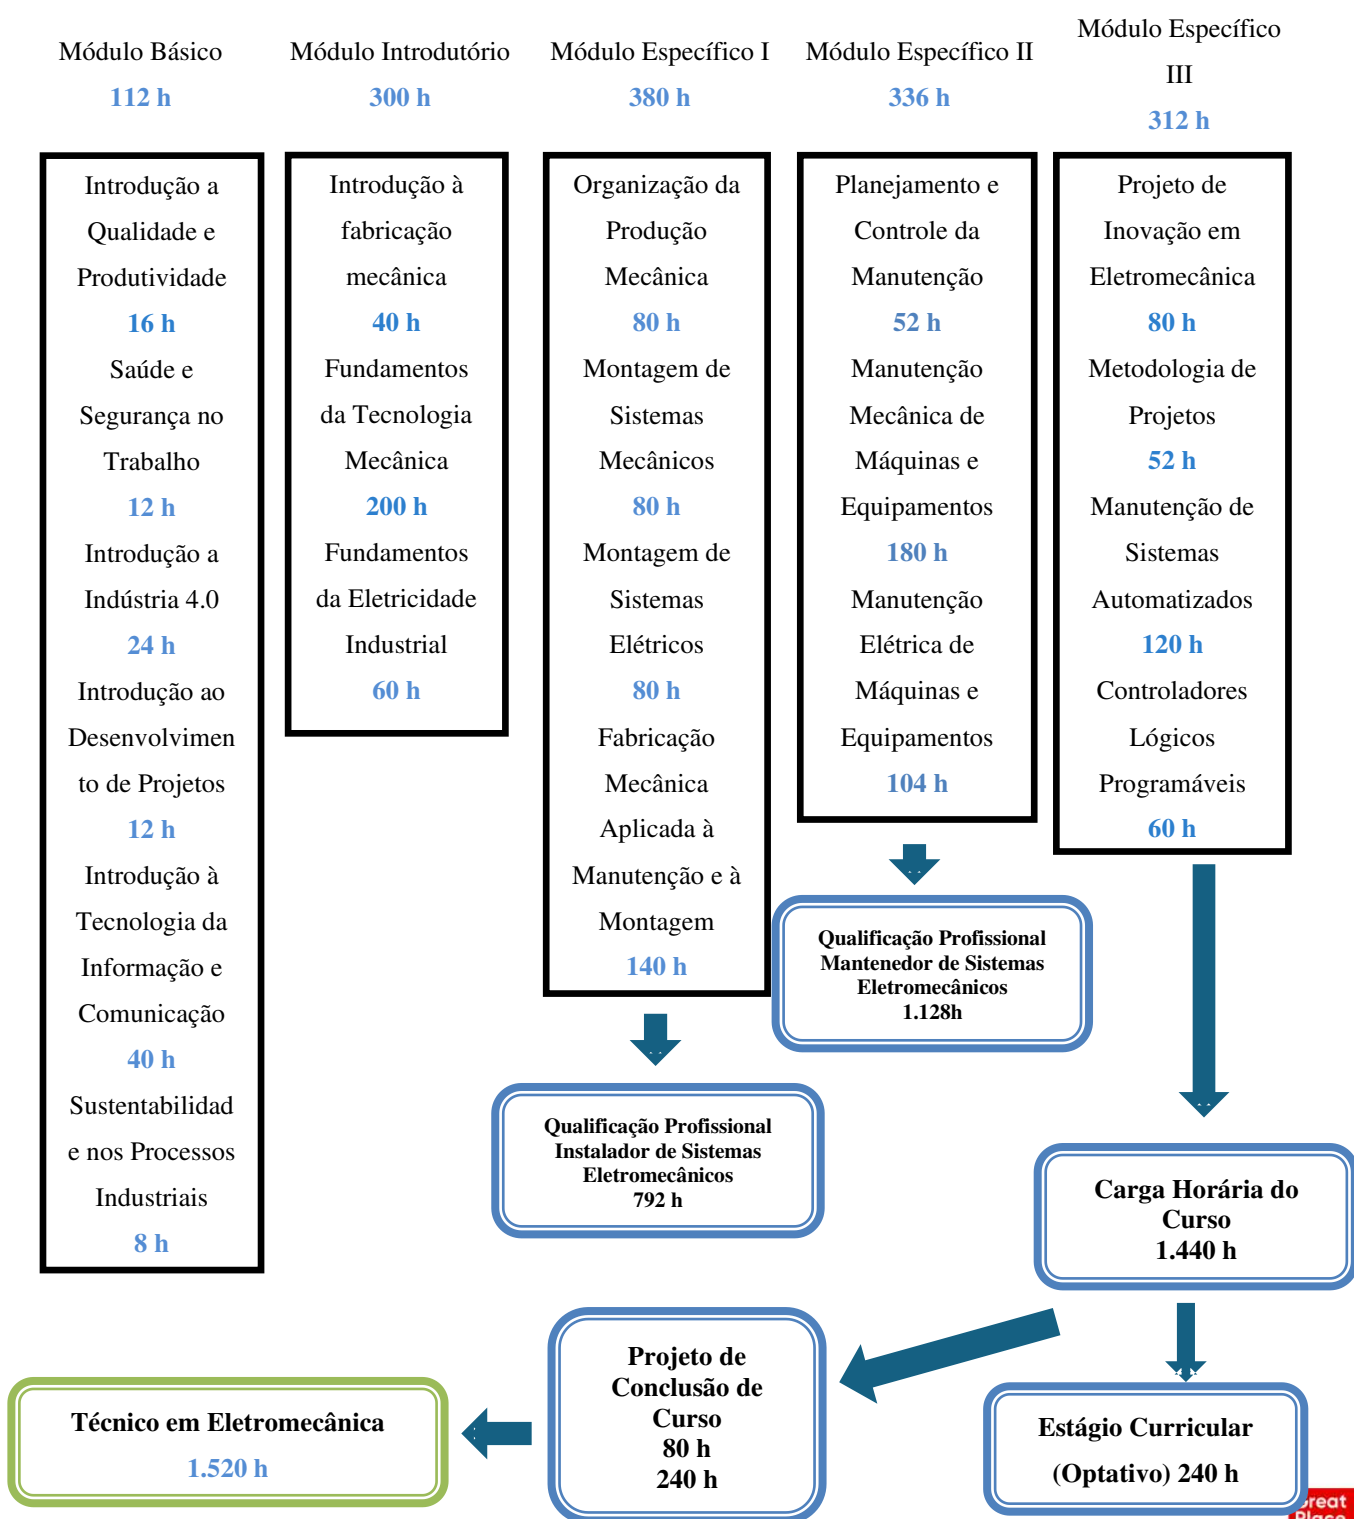 Módulo Básico
112 h
Módulo Introdutório
300 h
Módulo Específico I
380 h
Módulo Específico II
336 h
Módulo Específico
III
312 h
Introdução a
Qualidade e
Produtividade
16 h
Saúde e
Segurança no
Trabalho
12 h
Introdução a
Indústria 4.0
24 h
Introdução ao
Desenvolvimen
to de Projetos
12 h
Introdução à
Tecnologia da
Informação e
Comunicação
40 h
Sustentabilidad
e nos Processos
Industriais
8 h
Introdução à
fabricação
mecânica
40 h
Fundamentos
da Tecnologia
Mecânica
200 h
Fundamentos
da Eletricidade
Industrial
60 h
Organização da
Produção
Mecânica
80 h
Montagem de
Sistemas
Mecânicos
80 h
Montagem de
Sistemas
Elétricos
80 h
Fabricação
Mecânica
Aplicada à
Manutenção e à
Montagem
140 h
Planejamento e
Controle da
Manutenção
52 h
Manutenção
Mecânica de
Máquinas e
Equipamentos
180 h
Manutenção
Elétrica de
Máquinas e
Equipamentos
104 h
Projeto de
Inovação em
Eletromecânica
80 h
Metodologia de
Projetos
52 h
Manutenção de
Sistemas
Automatizados
120 h
Controladores
Lógicos
Programáveis
60 h
Qualificação Profissional
Mantenedor de Sistemas
Eletromecânicos
1.128h
Qualificação Profissional
Instalador de Sistemas
Eletromecânicos
792 h
Carga Horária do
Curso
1.440 h
Projeto de
Conclusão de
Curso
80 h
240 h
Estágio Curricular
(Optativo) 240 h
Técnico em Eletromecânica
1.520 h
Great
Place